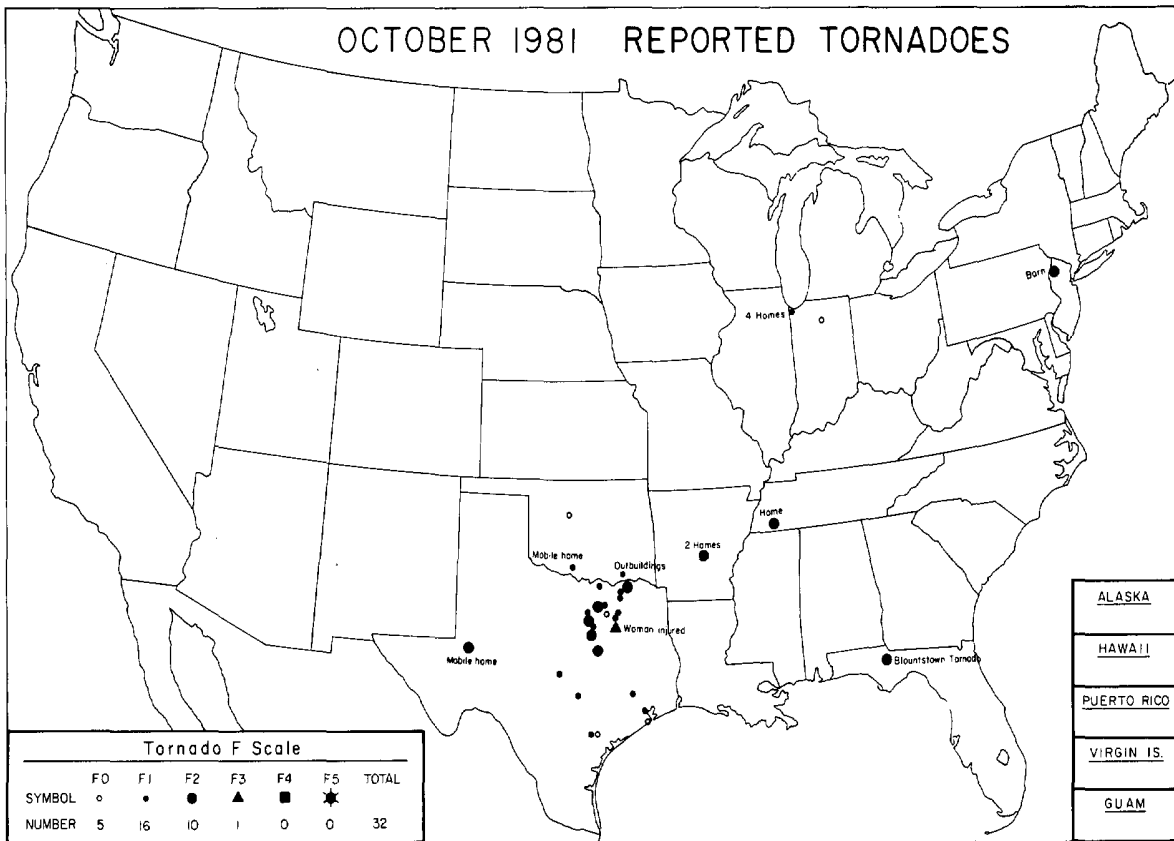 OCTOBER 1981 REPORTED TORNADOES
Barn
4 Homes
Home
2 Homes
Mobile home
Outbuildings
Woman injured
Mobile home
Blountstown Tornado
ALASKA
HAWAII
PUERTO RICO
VIRGIN IS.
GUAM
Tornado F Scale
F0 F1 F2 F3 F4 F5 TOTAL
SYMBOL
NUMBER 5 16 10 1 0 0 32